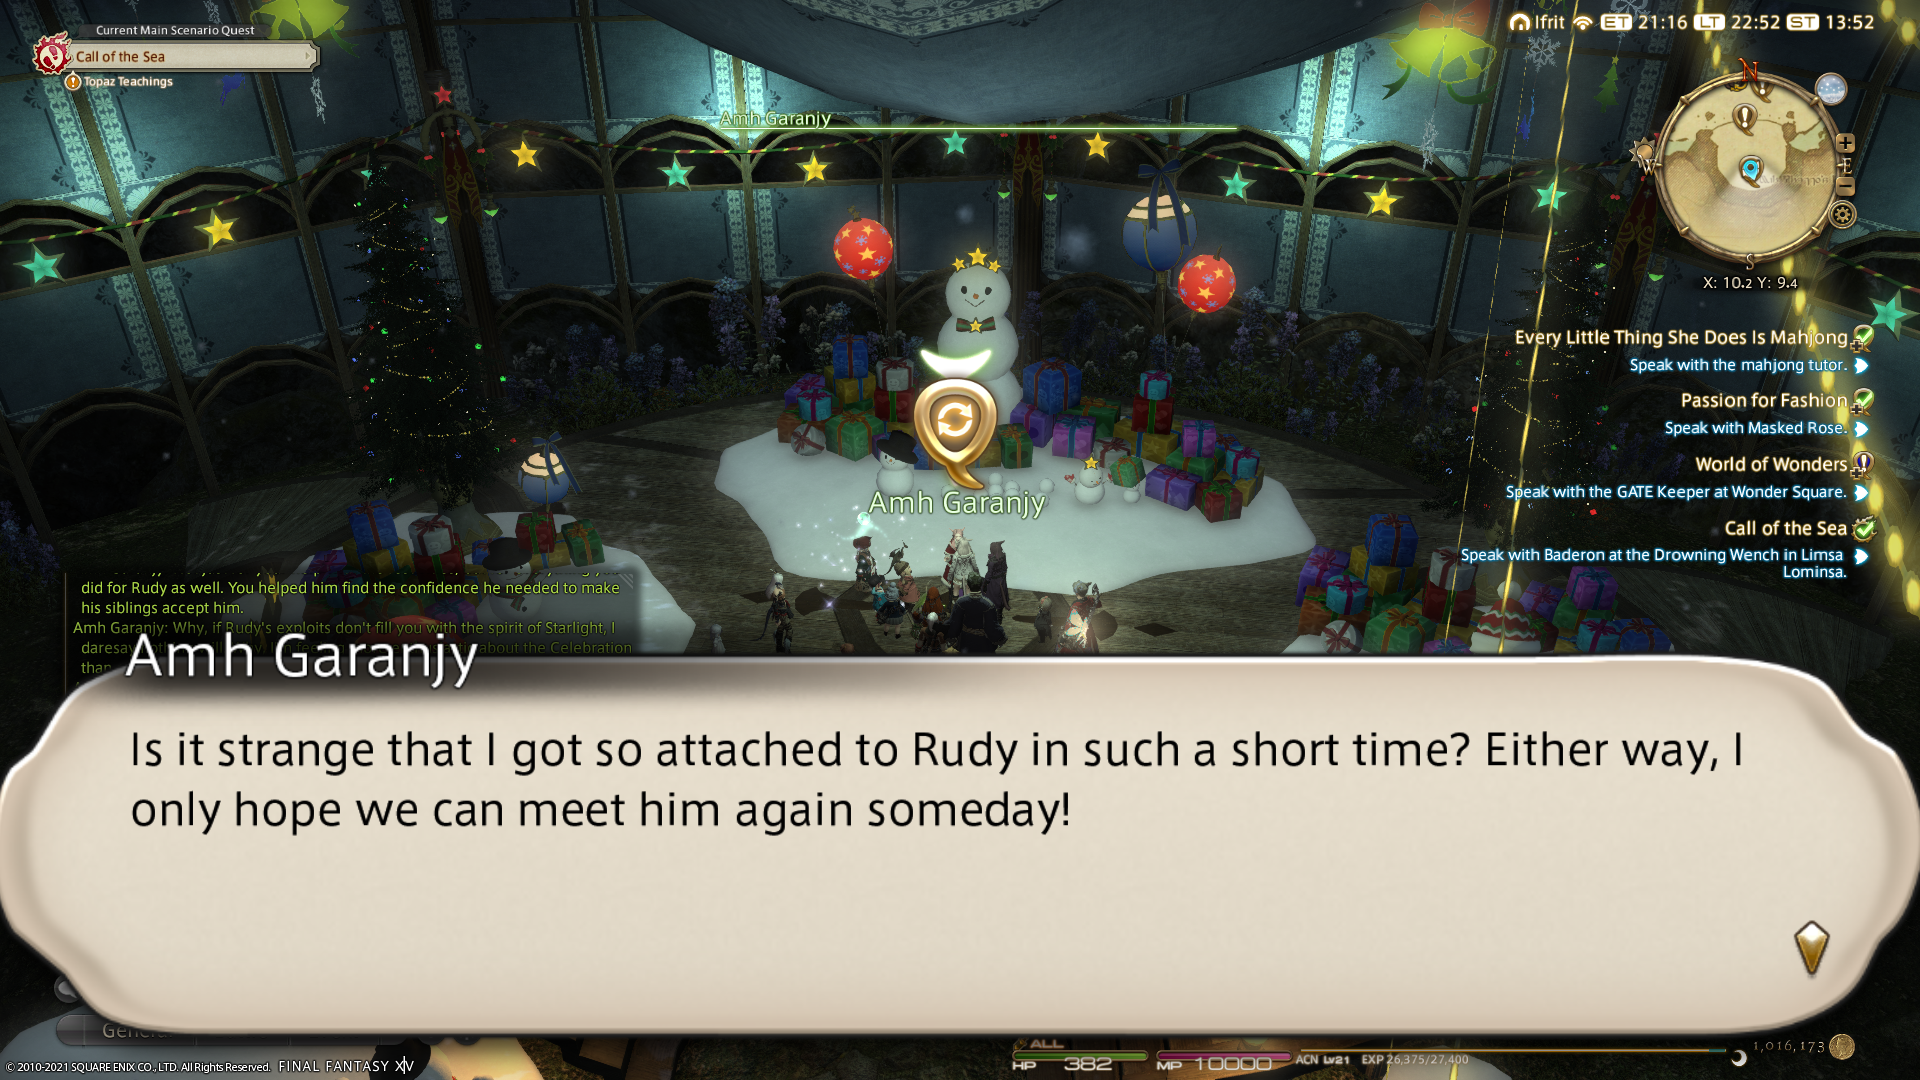 Current Main Scenario Quest
Call of the Sea
Topaz Teachings
Ifrit ET 21:16 LT 22:52 ST 13:52
N
W
E
S
X: 10.2 Y: 9.4
Amh Garanjy
Every Little Thing She Does Is Mahjong
Speak with the mahjong tutor.
Passion for Fashion
Speak with Masked Rose.
World of Wonders
Speak with the GATE Keeper at Wonder Square.
Call of the Sea
Speak with Baderon at the Drowning Wench in Limsa
Lominsa.
Amh Garanjy
did for Rudy as well. You helped him find the confidence he needed to make
his siblings accept him.
Amh Garanjy: Why, if Rudy's exploits don't fill you with the spirit of Starlight, I
daresay about the Celebration
than
Amh Garanjy
Is it strange that I got so attached to Rudy in such a short time? Either way, I
only hope we can meet him again someday!
© 2010-2021 SQUARE ENIX CO., LTD. All Rights Reserved. FINAL FANTASY XIV
ALL
HP 382 MP 10000 ACN Lv21 EXP 26,375/27,400
1,016,173